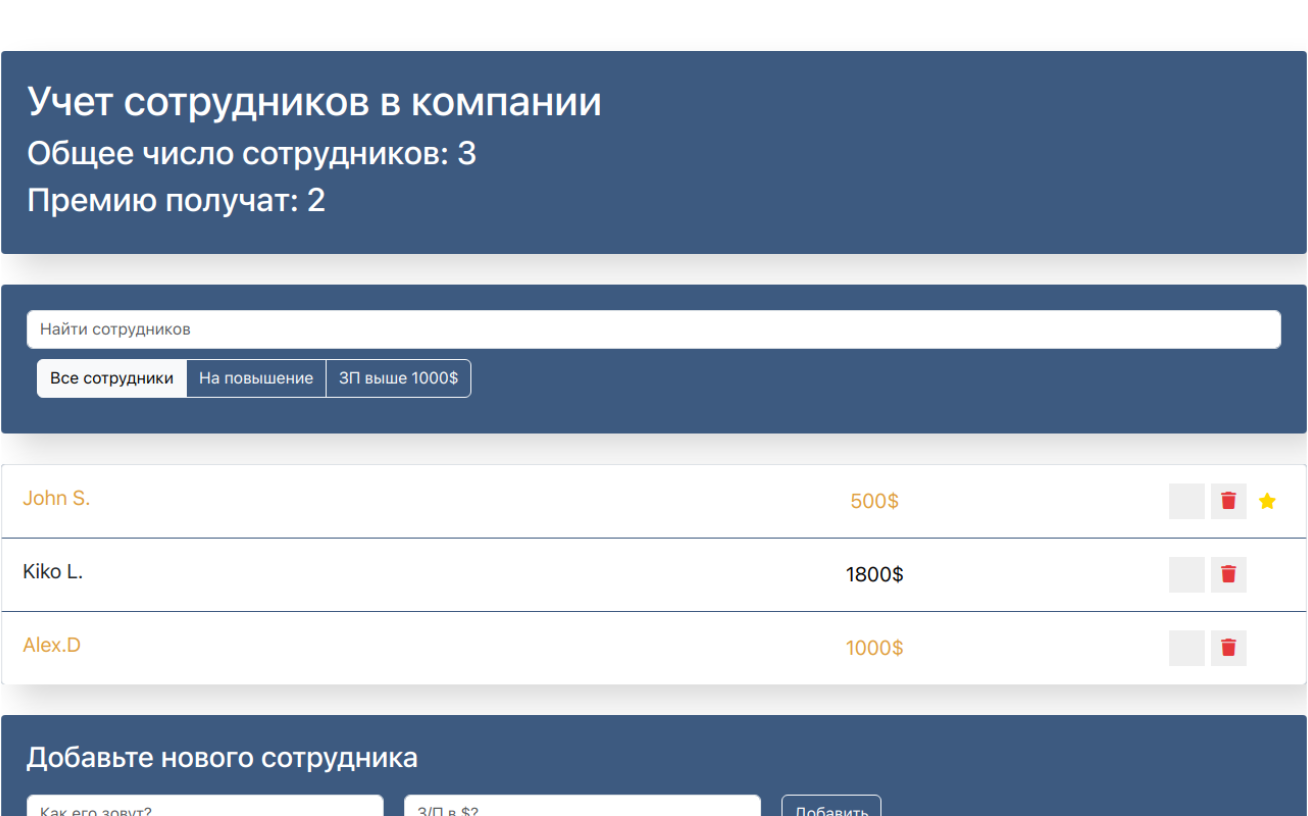 Учет сотрудников в компании
Общее число сотрудников: 3
Премию получат: 2
Найти сотрудников
Все сотрудники На повышение ЗП выше 1000$
John S. 500$
Kiko L. 1800$
Alex.D 1000$
Добавьте нового сотрудника
Как его зовут? З/П в $? Добавить